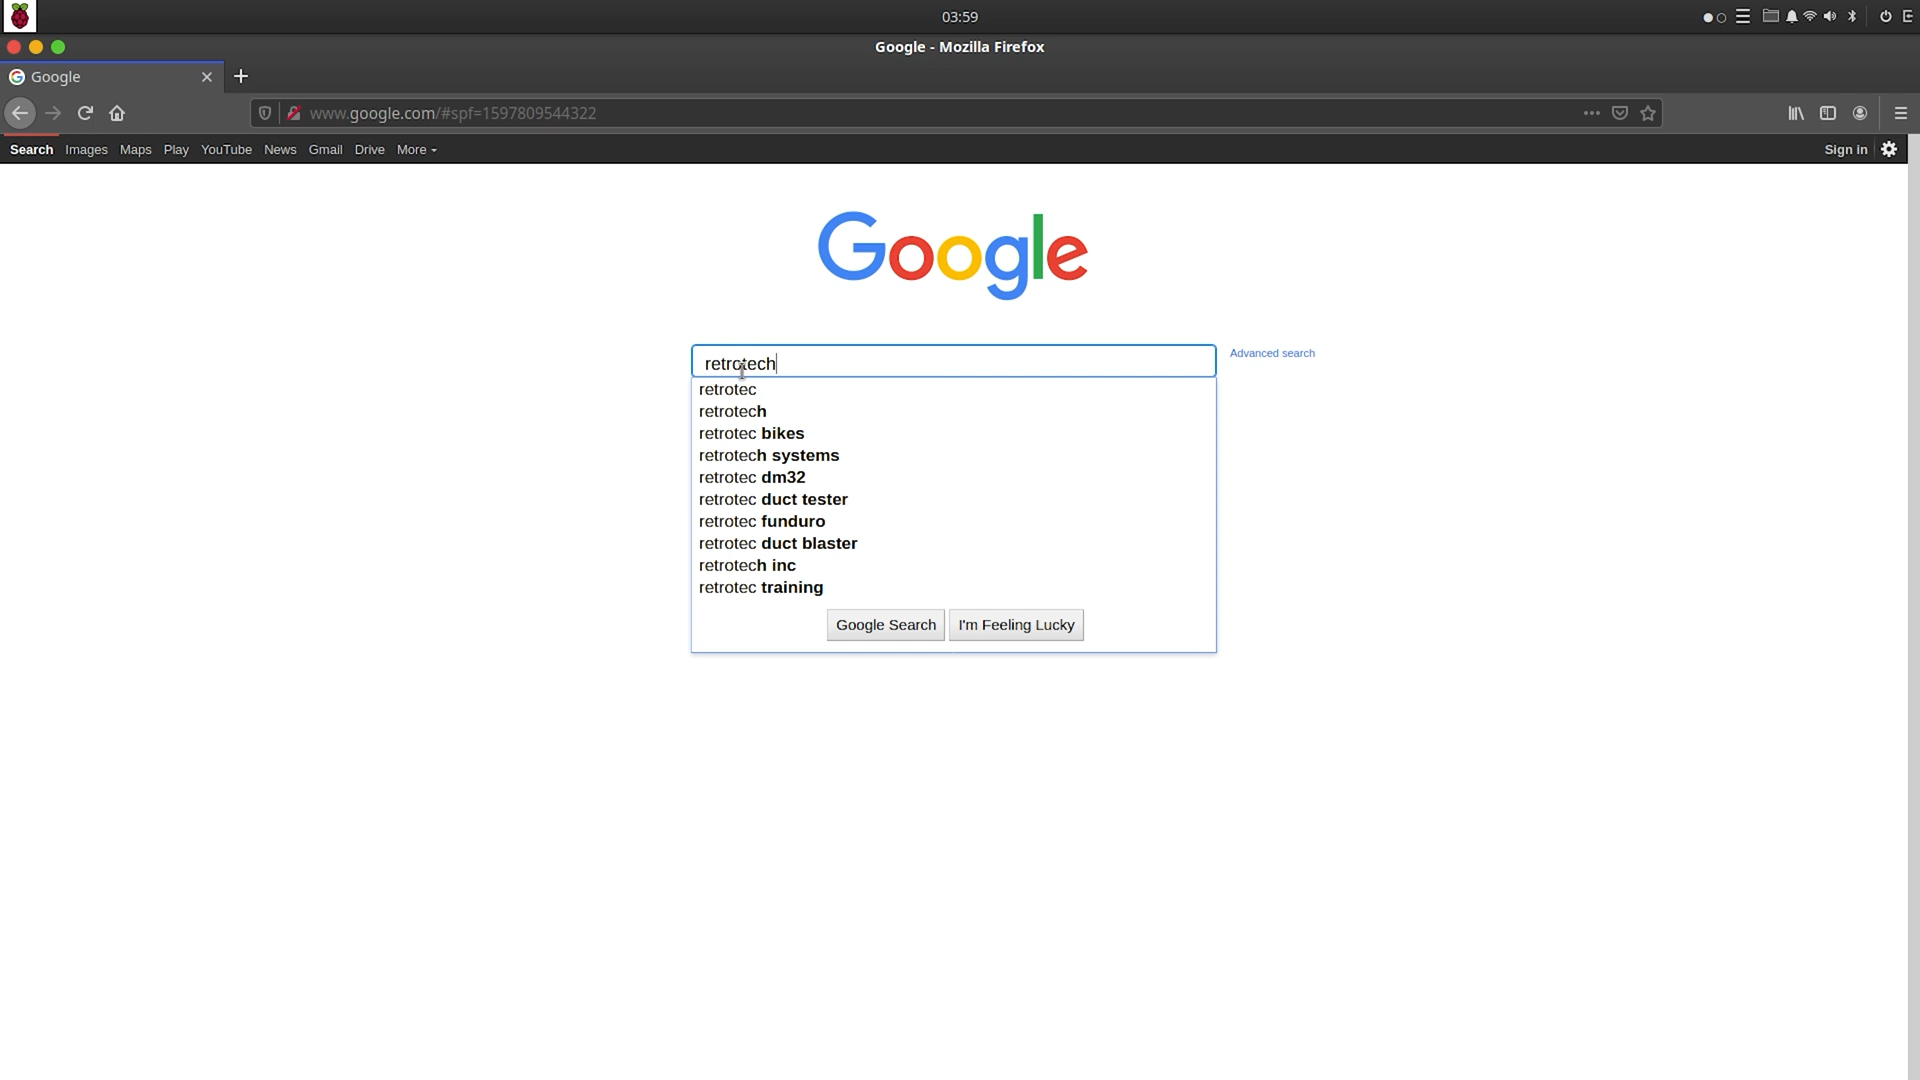 03:59
Google - Mozilla Firefox
Google
www.google.com/#spf=1597809544322
Search Images Maps Play YouTube News Gmail Drive More
Sign in
Google
retrotech
Advanced search
retrotec
retrotech
retrotec bikes
retrotech systems
retrotec dm32
retrotec duct tester
retrotec funduro
retrotec duct blaster
retrotech inc
retrotec training
Google Search I'm Feeling Lucky